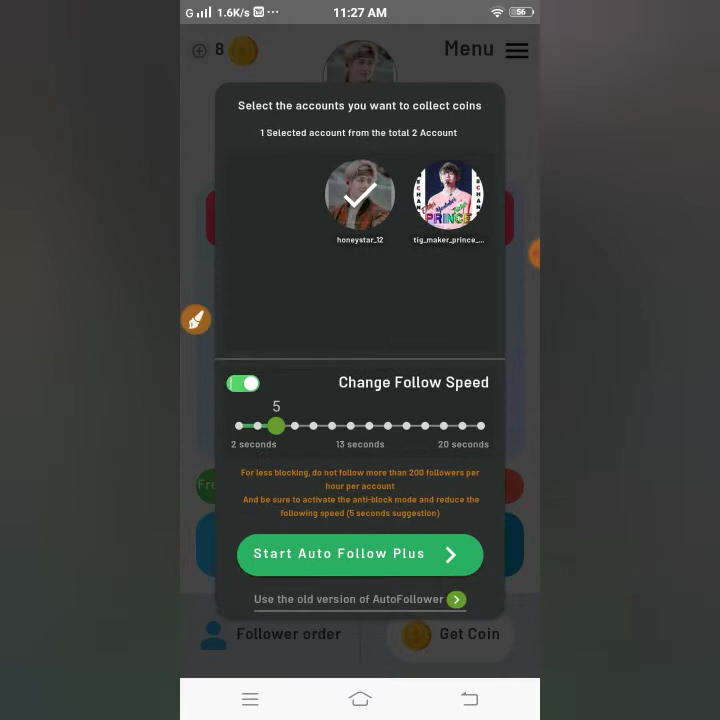 G 1.6K/s ... 11:27 AM 56
8 Menu
Select the accounts you want to collect coins
1 Selected account from the total 2 Account
PRINCE
honeystar_12 tig_maker_prince_...
Change Follow Speed
5
2 seconds 13 seconds 20 seconds
For less blocking, do not follow more than 200 followers per
hour per account
And be sure to activate the anti-block mode and reduce the
following speed (5 seconds suggestion)
Fre
Start Auto Follow Plus
Use the old version of AutoFollower
Follower order Get Coin